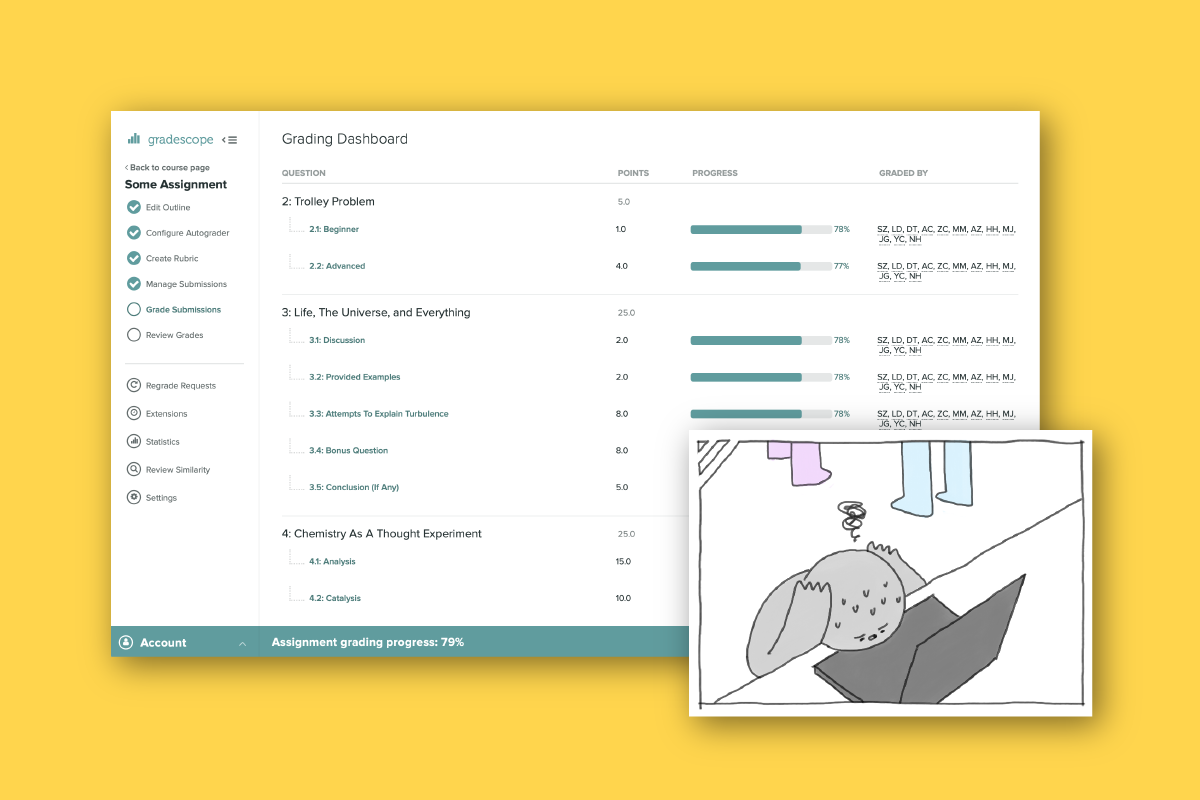 gradescope
Back to course page
Some Assignment
Edit Outline
Configure Autograder
Create Rubric
Manage Submissions
Grade Submissions
Review Grades
Regrade Requests
Extensions
Statistics
Review Similarity
Settings
Account
Grading Dashboard
QUESTION POINTS PROGRESS GRADED BY
2: Trolley Problem 5.0
2.1: Beginner 1.0 78% SZ, LD, DT, AC, ZC, MM, AZ, HH, MJ,
JG, YC, NH
2.2: Advanced 4.0 77% SZ, LD, DT, AC, ZC, MM, AZ, HH, MJ,
JG, YC, NH
3: Life, The Universe, and Everything 25.0
3.1: Discussion 2.0 78% SZ, LD, DT, AC, ZC, MM, AZ, HH, MJ,
JG, YC, NH
3.2: Provided Examples 2.0 78% SZ, LD, DT, AC, ZC, MM, AZ, HH, MJ,
JG, YC, NH
3.3: Attempts To Explain Turbulence 8.0 78% SZ, LD, DT, AC, ZC, MM, AZ, HH, MJ,
JG, YC, NH
3.4: Bonus Question 8.0
3.5: Conclusion (If Any) 5.0
4: Chemistry As A Thought Experiment 25.0
4.1: Analysis 15.0
4.2: Catalysis 10.0
Assignment grading progress: 79%